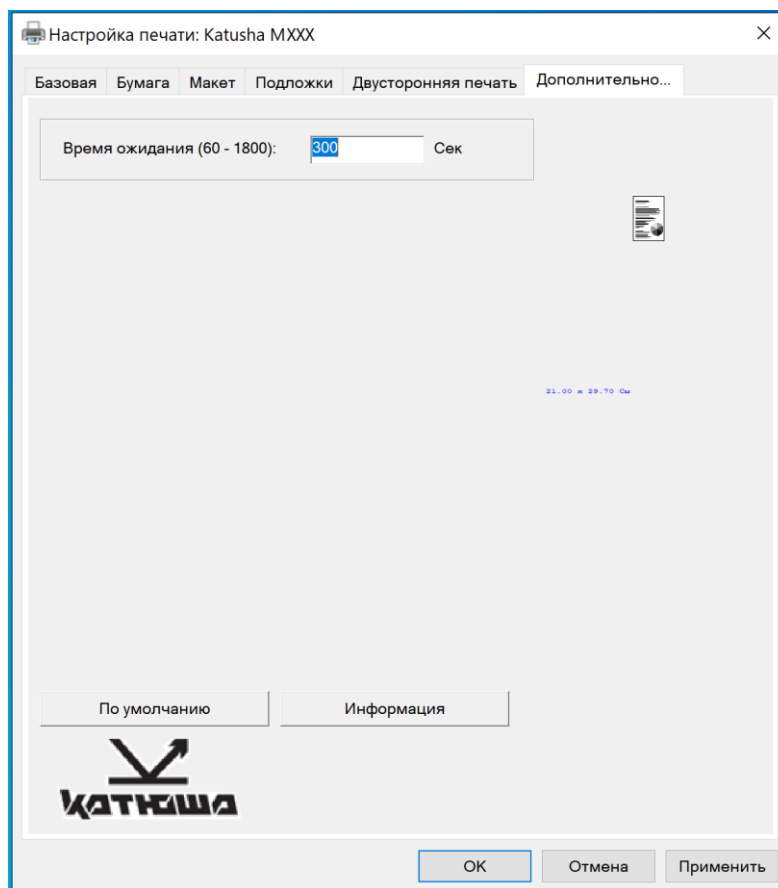 Настройка печати: Katusha MXXX
Базовая Бумага Макет Подложки Двусторонняя печать Дополнительно...
Время ожидания (60 - 1800): 300 Сек
21.00 x 29.70 См
По умолчанию Информация
катюша
OK Отмена Применить